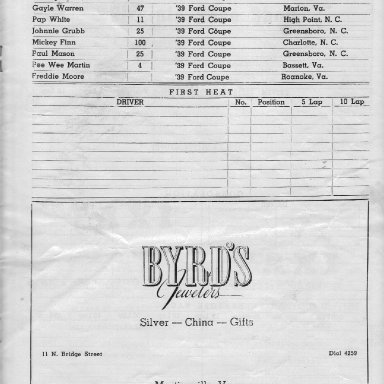 Gayle Warren 47 '39 Ford Coupe Marion, Va.
Pap White 11 '39 Ford Coupe High Point, N. C.
Johnnie Grubb 25 '39 Ford Coupe Greensboro, N. C.
Mickey Finn 100 '39 Ford Coupe Charlotte, N. C.
Paul Mason 25 '39 Ford Coupe Greensboro, N. C.
Pee Wee Martin 4 '39 Ford Coupe Bassett, Va.
Freddie Moore '39 Ford Coupe Roanoke, Va.
FIRST HEAT
DRIVER No. Position 5 Lap 10 Lap
BYRD'S
Jewelers
Silver — China — Gifts
11 N. Bridge Street Dial 4259